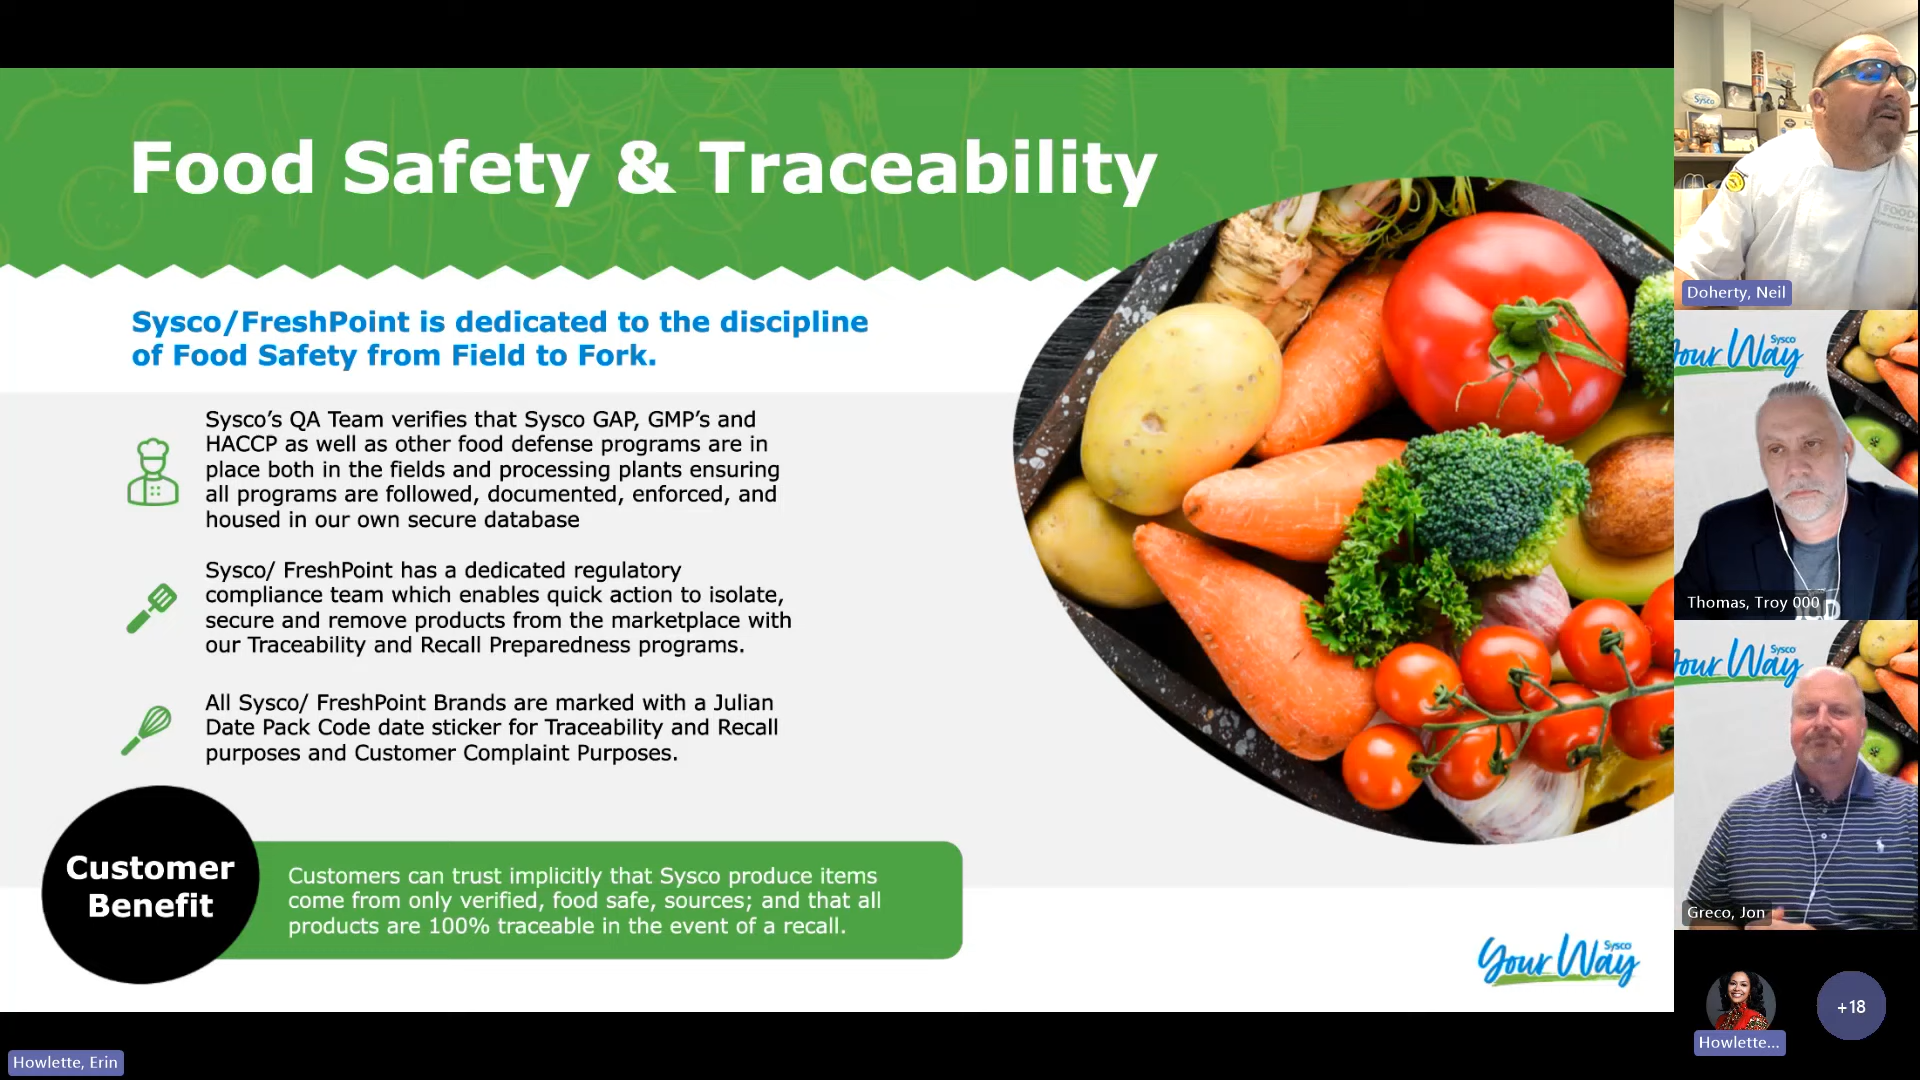 Food Safety & Traceability
Sysco/FreshPoint is dedicated to the discipline
of Food Safety from Field to Fork.
Sysco’s QA Team verifies that Sysco GAP, GMP’s and
HACCP as well as other food defense programs are in
place both in the fields and processing plants ensuring
all programs are followed, documented, enforced, and
housed in our own secure database
Sysco/ FreshPoint has a dedicated regulatory
compliance team which enables quick action to isolate,
secure and remove products from the marketplace with
our Traceability and Recall Preparedness programs.
All Sysco/ FreshPoint Brands are marked with a Julian
Date Pack Code date sticker for Traceability and Recall
purposes and Customer Complaint Purposes.
Customer
Benefit
Customers can trust implicitly that Sysco produce items
come from only verified, food safe, sources; and that all
products are 100% traceable in the event of a recall.
Sysco
Your Way
Howlette, Erin
Sysco
Doherty, Neil
Sysco
Your Way
Thomas, Troy 000
Sysco
Your Way
Greco, Jon
Howlette...
+18